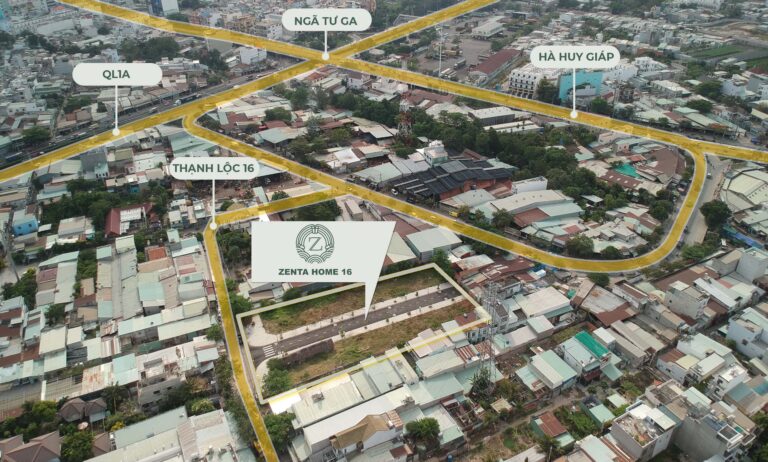 NGÃ TƯ GA
HÀ HUY GIÁP
QL1A
THẠNH LỘC 16
Z
ZENTA HOME 16